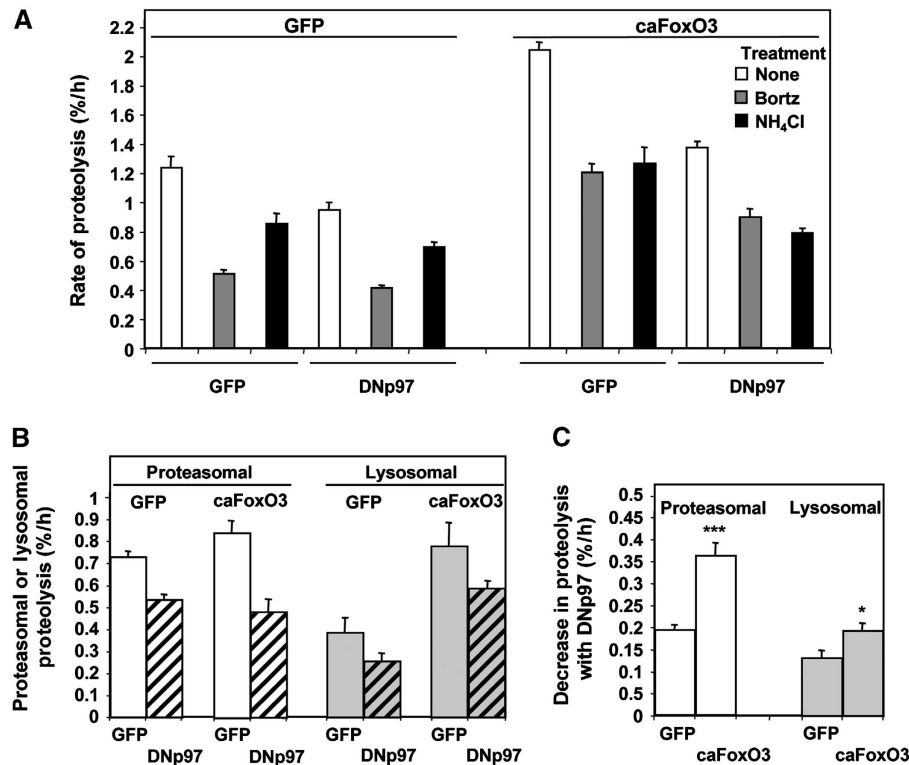 A
GFP
caFoxO3
Treatment
None
Bortz
NH₄Cl
Rate of proteolysis (%/h)
2.2
2
1.8
1.6
1.4
1.2
1
0.8
0.6
0.4
0.2
0
GFP
DNp97
GFP
DNp97
B
Proteasomal
Lysosomal
GFP
caFoxO3
GFP
caFoxO3
Proteasomal or lysosomal
proteolysis (%/h)
1
0.9
0.8
0.7
0.6
0.5
0.4
0.3
0.2
0.1
0
GFP
DNp97
GFP
DNp97
GFP
DNp97
GFP
DNp97
C
Proteasomal
Lysosomal
***
*
Decrease in proteolysis
with DNp97 (%/h)
0.5
0.45
0.4
0.35
0.3
0.25
0.2
0.15
0.1
0.5
0
GFP
caFoxO3
GFP
caFoxO3